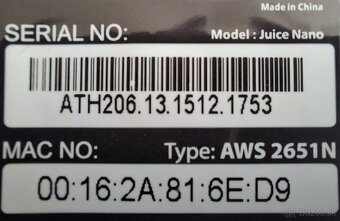 Made in China
SERIAL NO: Model : Juice Nano
ATH206.13.1512.1753
MAC NO: Type: AWS 2651N
00:16:2A:81:6E:D9